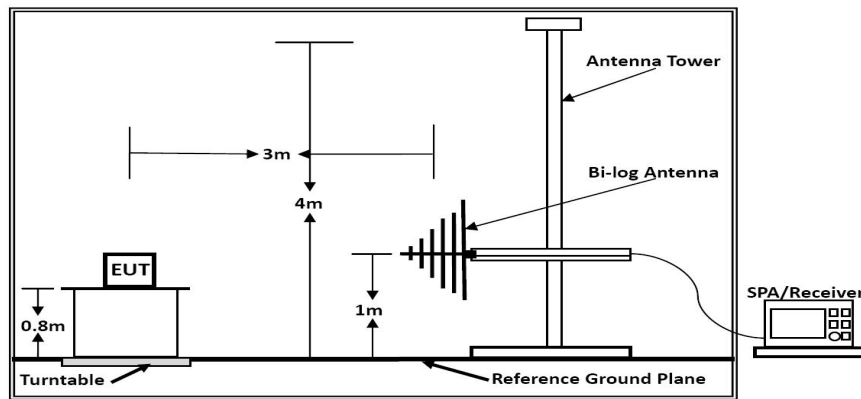 Antenna Tower
3m
Bi-log Antenna
4m
EUT
1m
SPA/Receiver
0.8m
Turntable
Reference Ground Plane